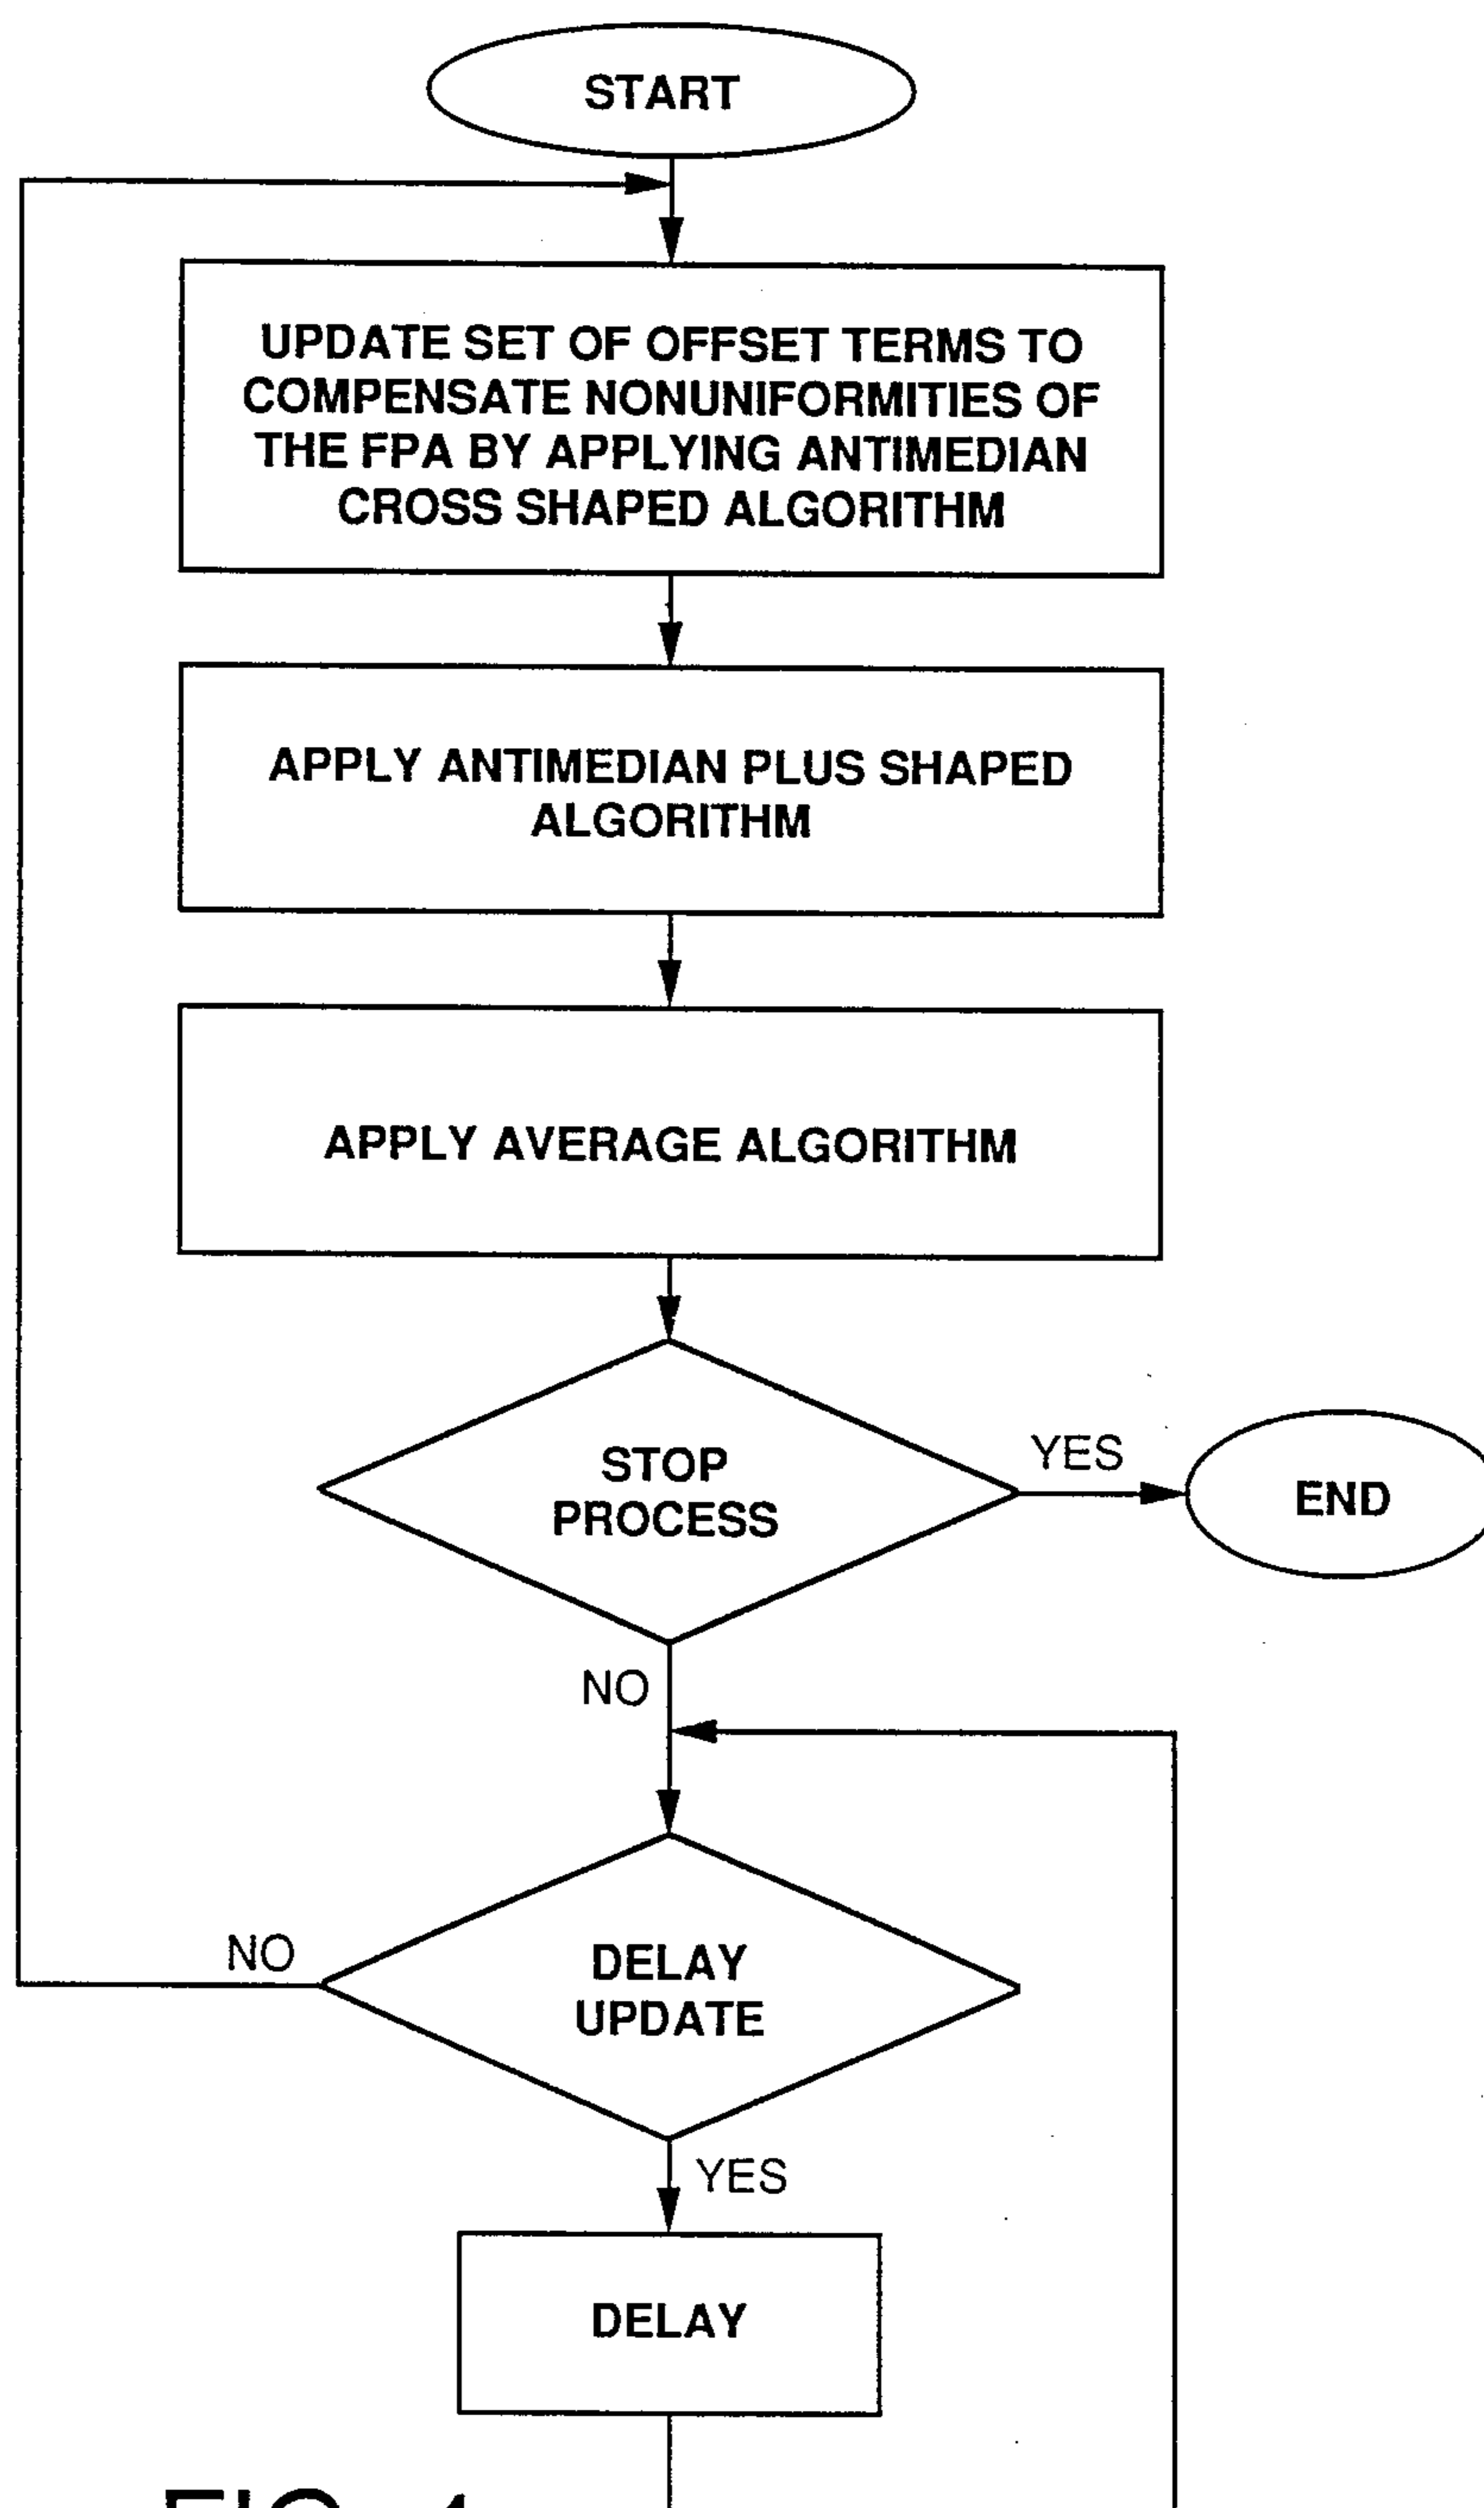 START
UPDATE SET OF OFFSET TERMS TO
COMPENSATE NONUNIFORMITIES OF
THE FPA BY APPLYING ANTIMEDIAN
CROSS SHAPED ALGORITHM
APPLY ANTIMEDIAN PLUS SHAPED
ALGORITHM
APPLY AVERAGE ALGORITHM
STOP
PROCESS
YES
END
NO
DELAY
UPDATE
NO
YES
DELAY